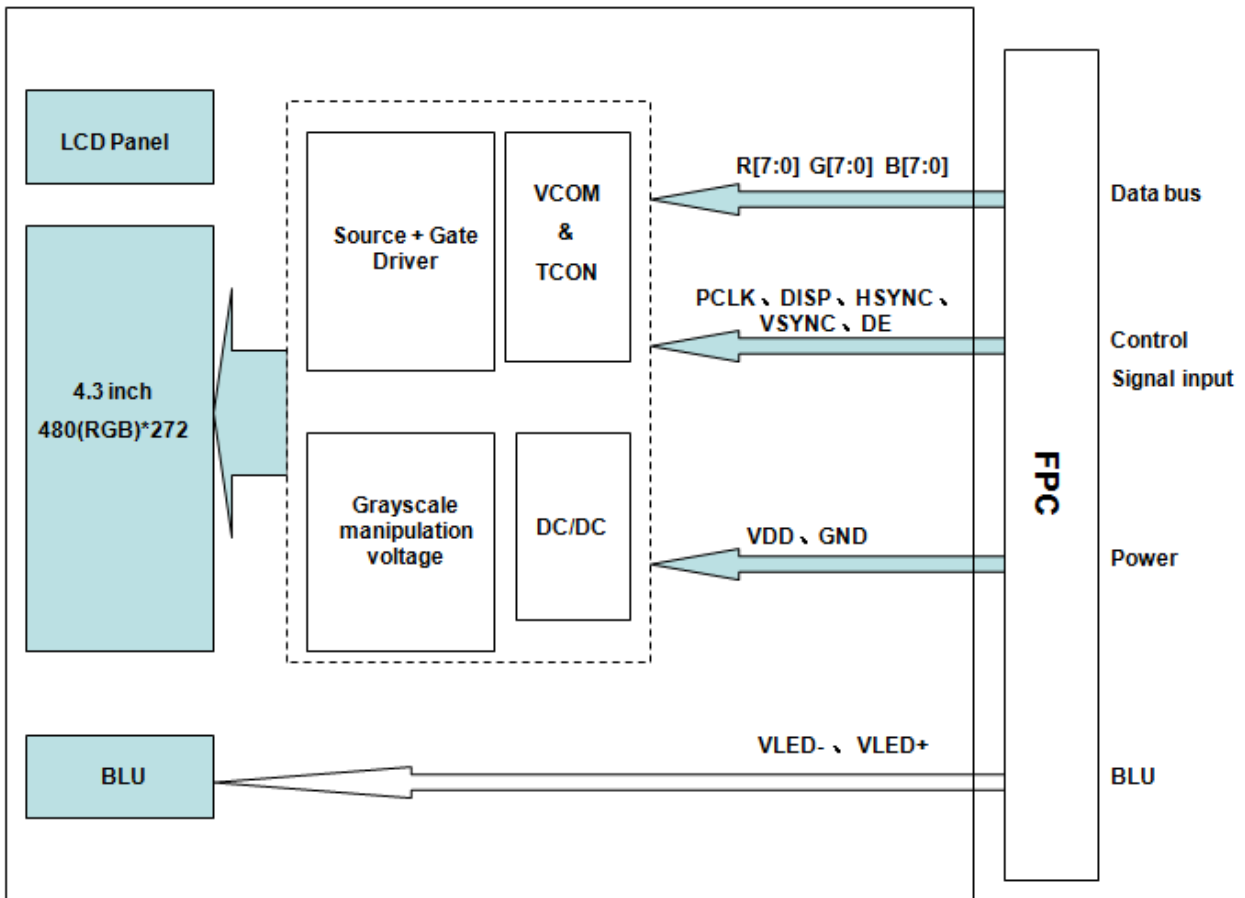 LCD Panel
4.3 inch
480(RGB)*272
BLU
Source + Gate
Driver
VCOM
&
TCON
Grayscale
manipulation
voltage
DC/DC
R[7:0] G[7:0] B[7:0]
PCLK、DISP、HSYNC、
VSYNC、DE
VDD、GND
VLED-、VLED+
FPC
Data bus
Control
Signal input
Power
BLU